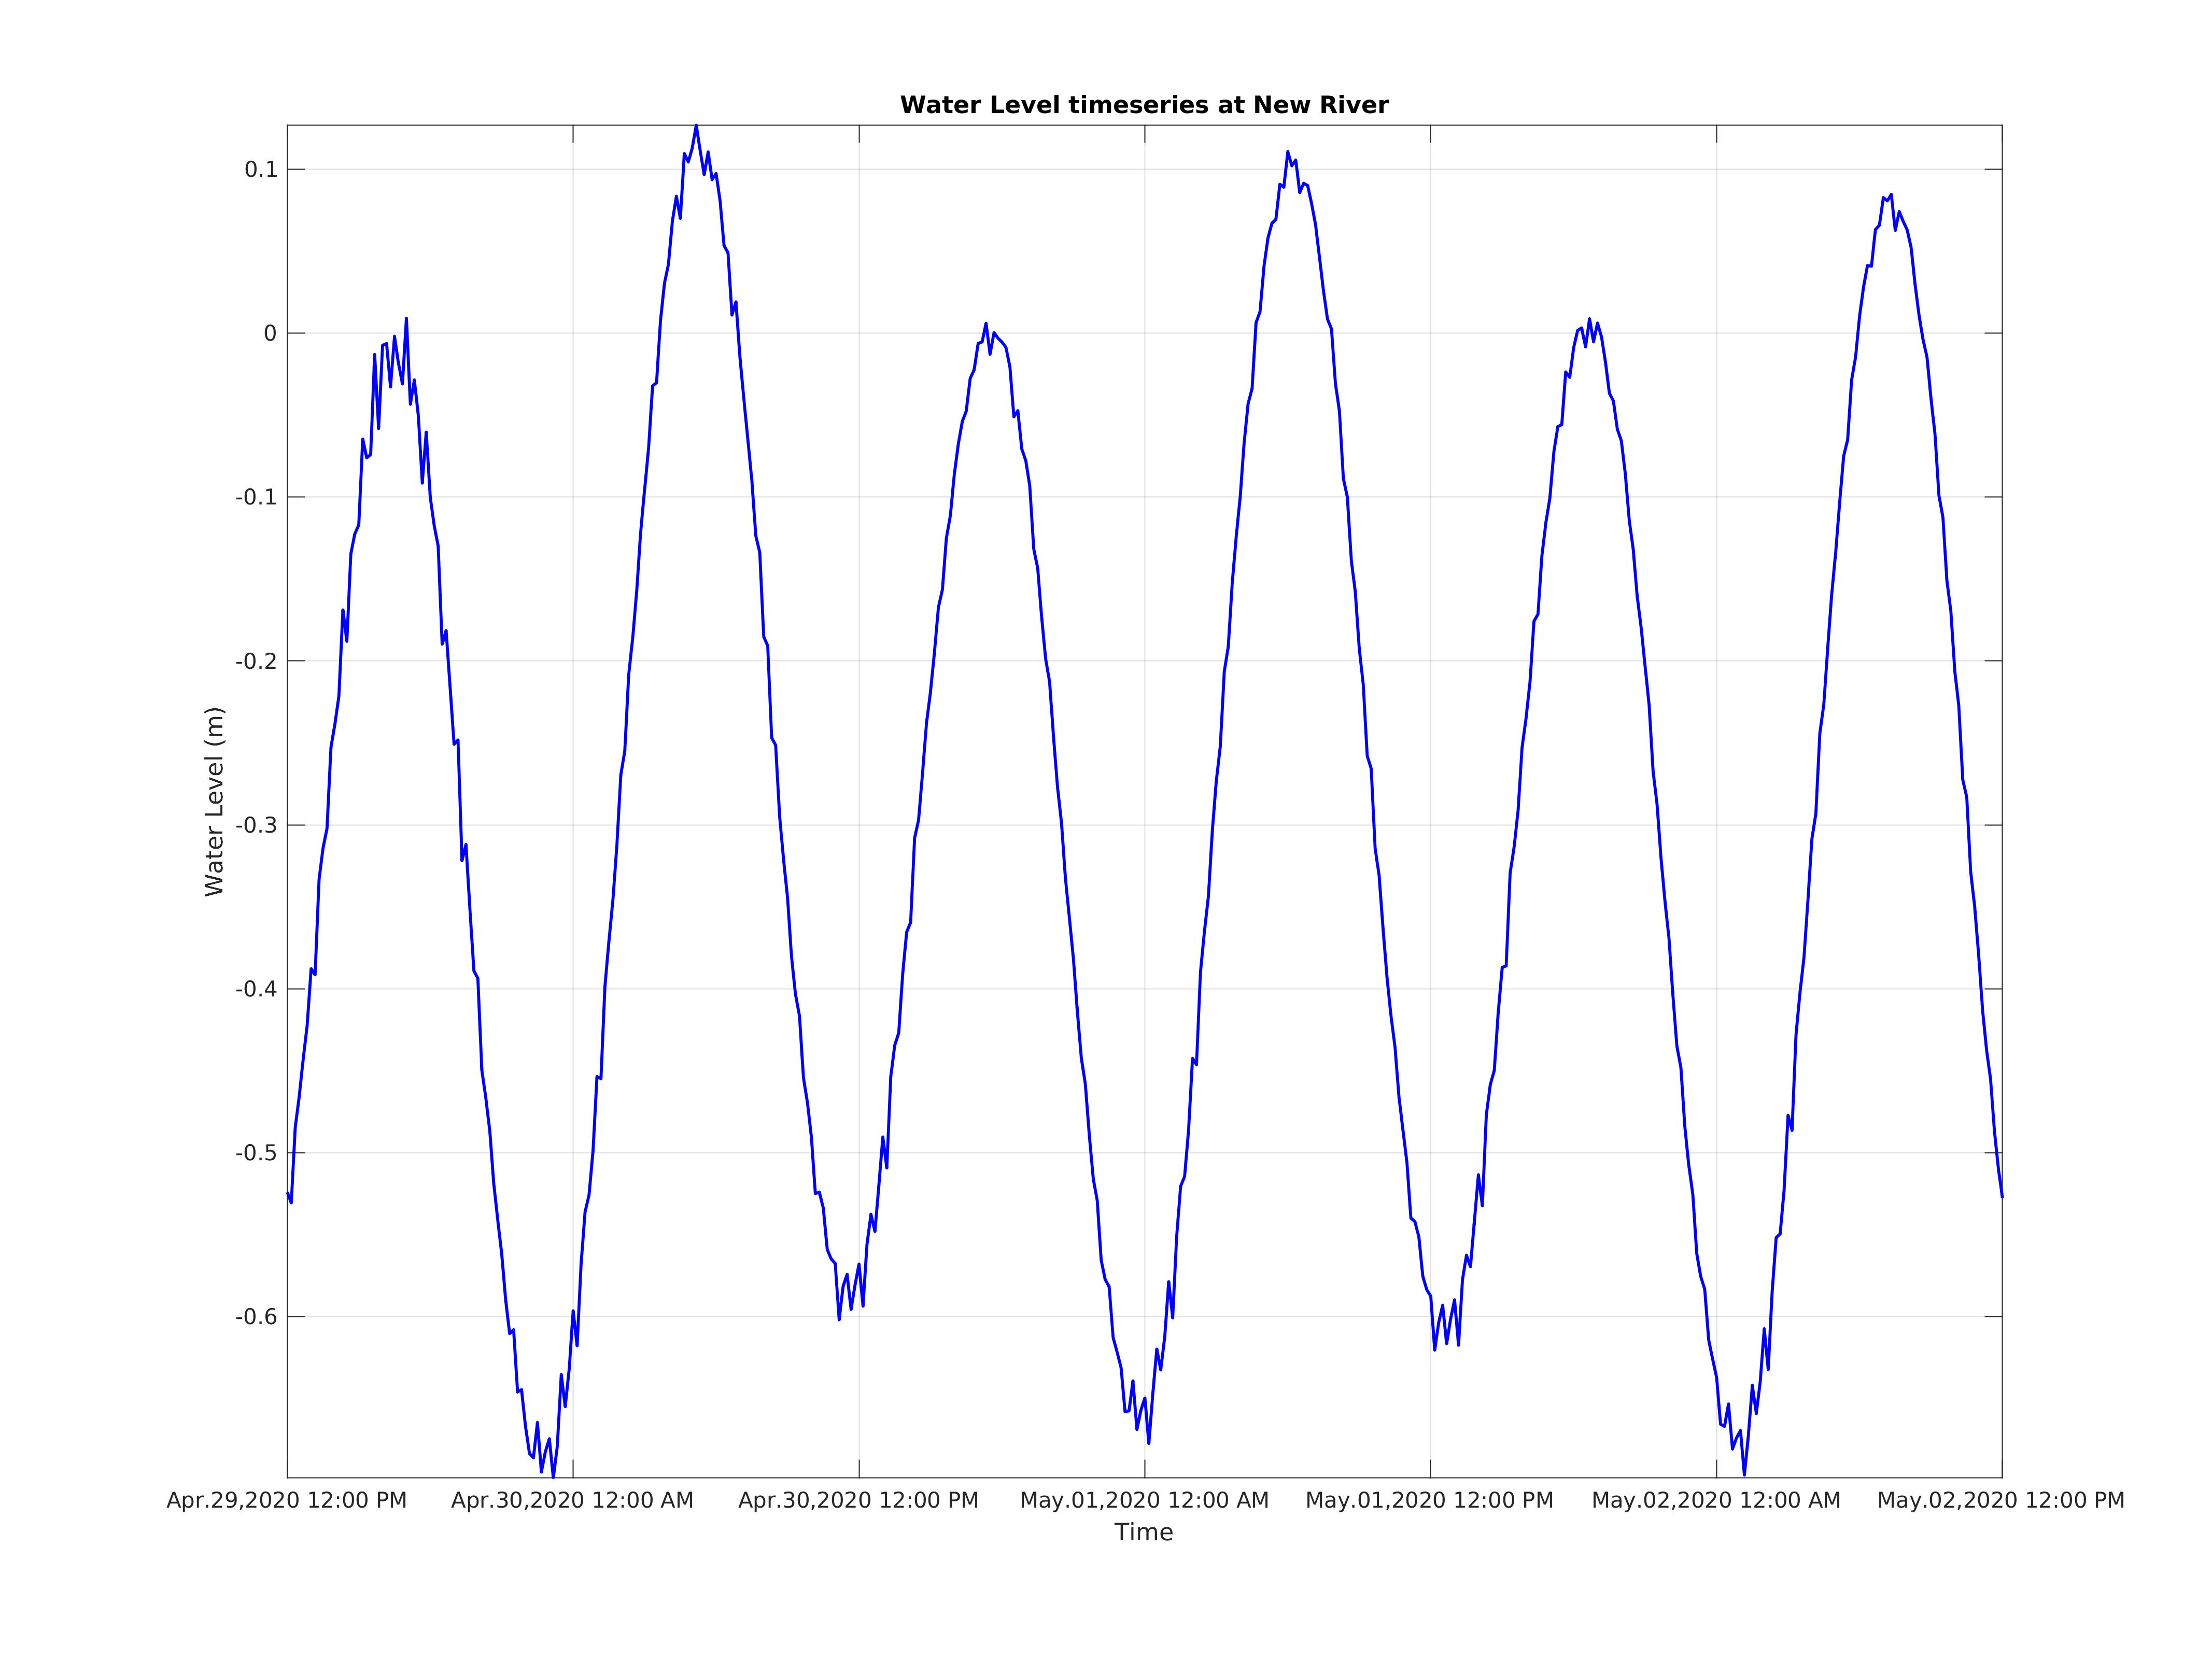 Water Level timeseries at New River
0.1
0
-0.1
-0.2
-0.3
-0.4
-0.5
-0.6
Water Level (m)
Apr.29,2020 12:00 PM Apr.30,2020 12:00 AM Apr.30,2020 12:00 PM May.01,2020 12:00 AM May.01,2020 12:00 PM May.02,2020 12:00 AM May.02,2020 12:00 PM
Time